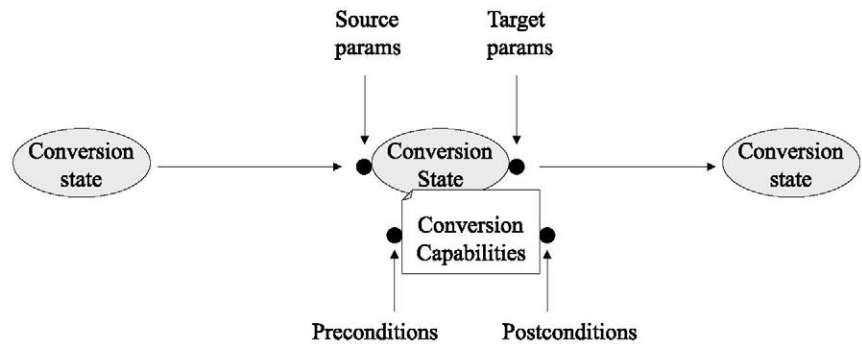 Source
params
Target
params
Conversion
state
Conversion
State
Conversion
state
Conversion
Capabilities
Preconditions
Postconditions